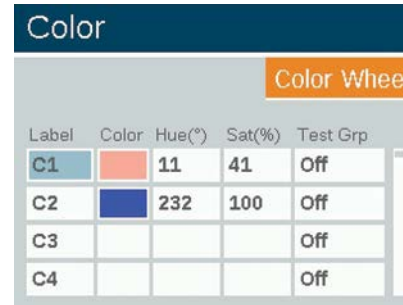 Color
Color Whee
Label Color Hue(°) Sat(%) Test Grp
C1 11 41 Off
C2 232 100 Off
C3 Off
C4 Off